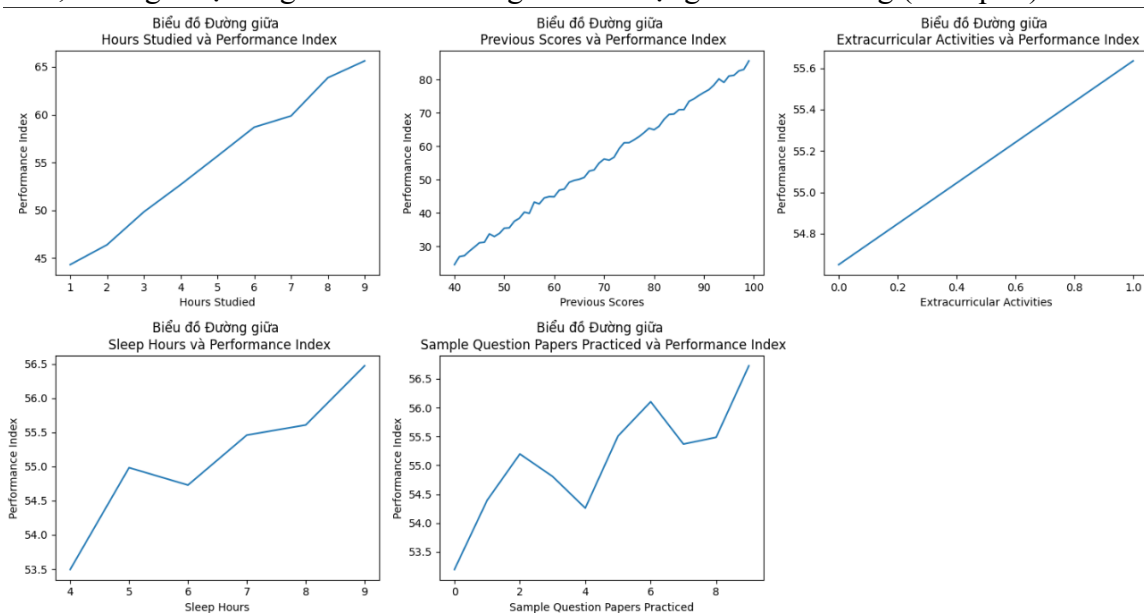 Biểu đồ Đường giữa
Hours Studied và Performance Index
65
60
55
50
45
Performance Index
1 2 3 4 5 6 7 8 9
Hours Studied
Biểu đồ Đường giữa
Previous Scores và Performance Index
80
70
60
50
40
30
Performance Index
40 50 60 70 80 90 100
Previous Scores
Biểu đồ Đường giữa
Extracurricular Activities và Performance Index
55.6
55.4
55.2
55.0
54.8
Performance Index
0.0 0.2 0.4 0.6 0.8 1.0
Extracurricular Activities
Biểu đồ Đường giữa
Sleep Hours và Performance Index
56.5
56.0
55.5
55.0
54.5
54.0
53.5
Performance Index
4 5 6 7 8 9
Sleep Hours
Biểu đồ Đường giữa
Sample Question Papers Practiced và Performance Index
56.5
56.0
55.5
55.0
54.5
54.0
53.5
Performance Index
0 2 4 6 8
Sample Question Papers Practiced